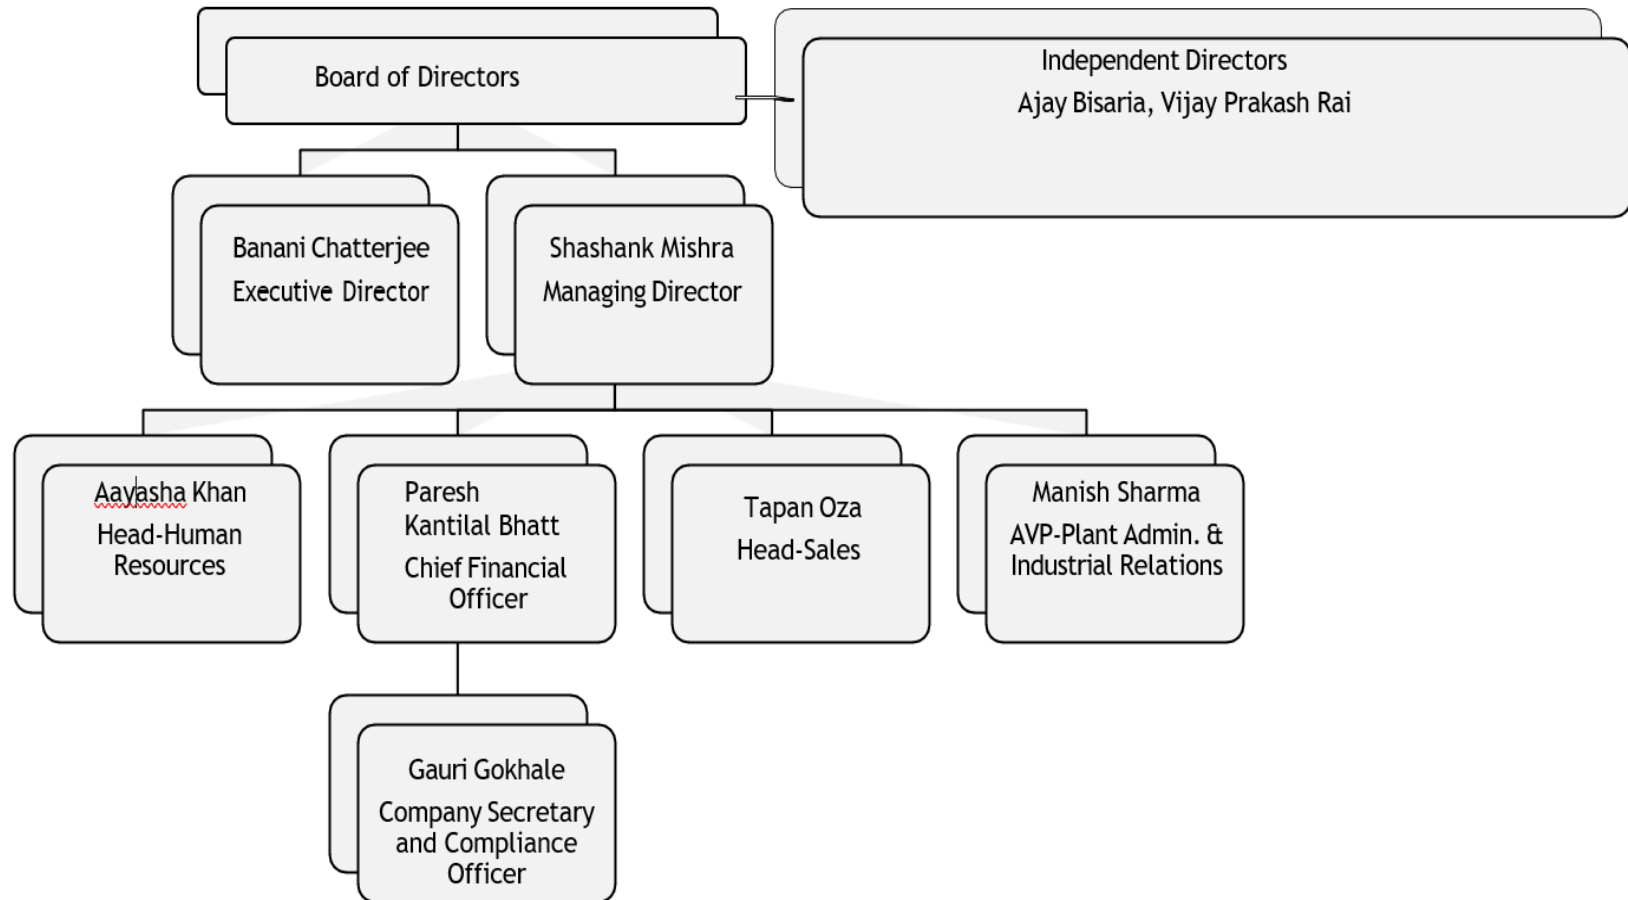 Board of Directors
Independent Directors
Ajay Bisaria, Vijay Prakash Rai
Banani Chatterjee
Executive Director
Shashank Mishra
Managing Director
Aayasha Khan
Head-Human
Resources
Paresh
Kantilal Bhatt
Chief Financial
Officer
Tapan Oza
Head-Sales
Manish Sharma
AVP-Plant Admin. &
Industrial Relations
Gauri Gokhale
Company Secretary
and Compliance
Officer